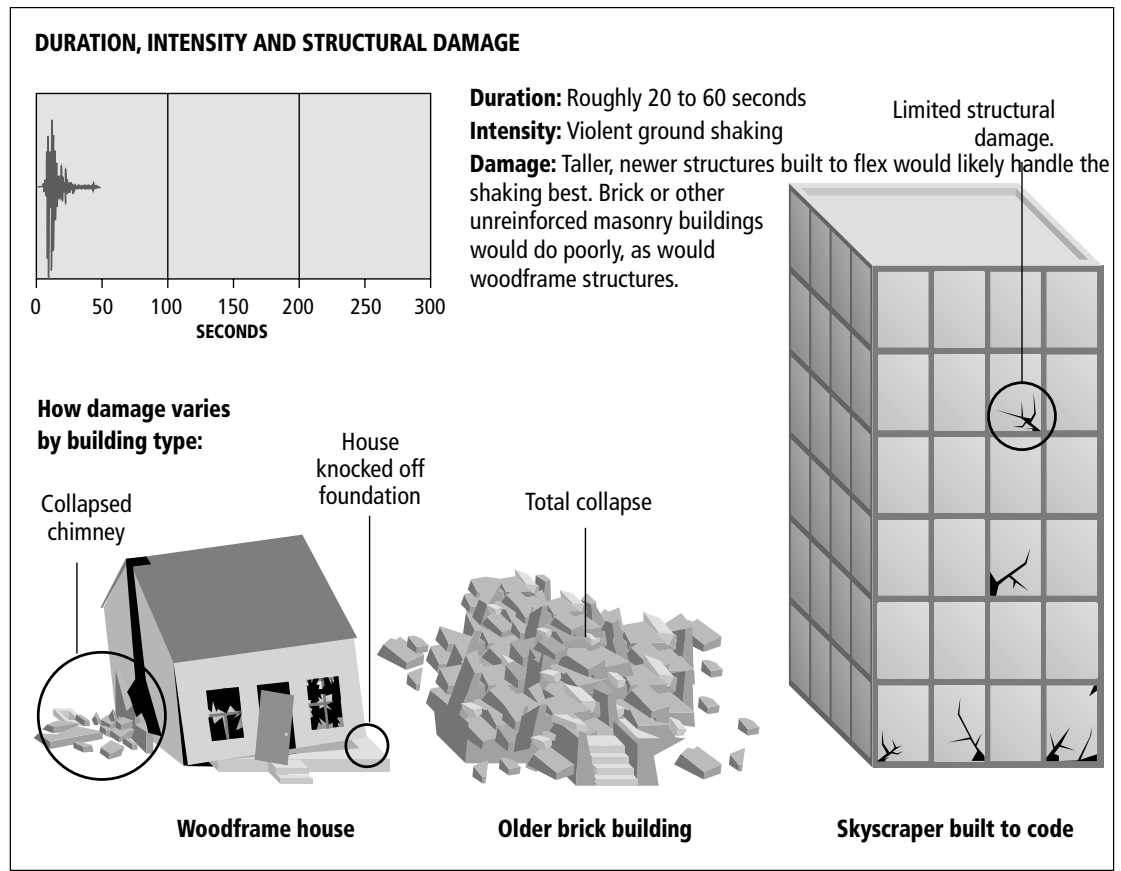 DURATION, INTENSITY AND STRUCTURAL DAMAGE
0 50 100 150 200 250 300
SECONDS
Duration: Roughly 20 to 60 seconds
Intensity: Violent ground shaking
Damage: Taller, newer structures built to flex would likely handle the
shaking best. Brick or other
unreinforced masonry buildings
would do poorly, as would
woodframe structures.
Limited structural
damage.
How damage varies
by building type:
Collapsed
chimney
House
knocked off
foundation
Total collapse
Woodframe house
Older brick building
Skyscraper built to code